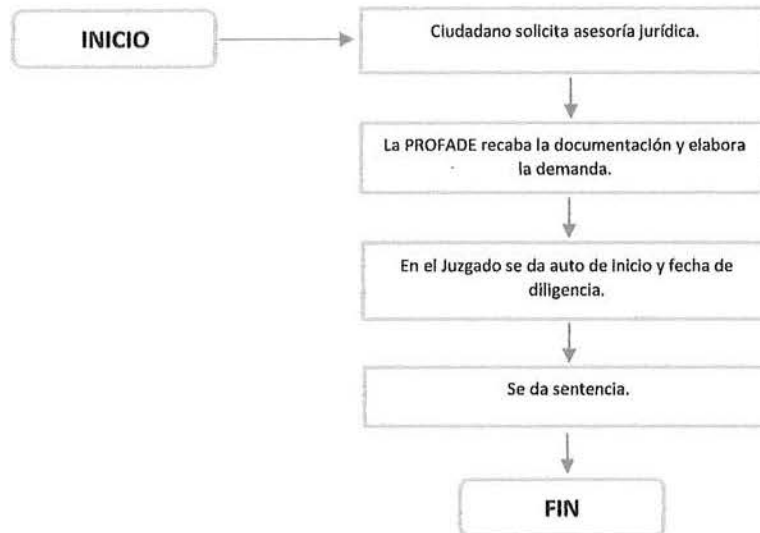 INICIO
Ciudadano solicita asesoría jurídica.
La PROFADE recaba la documentación y elabora
la demanda.
En el Juzgado se da auto de Inicio y fecha de
diligencia.
Se da sentencia.
FIN